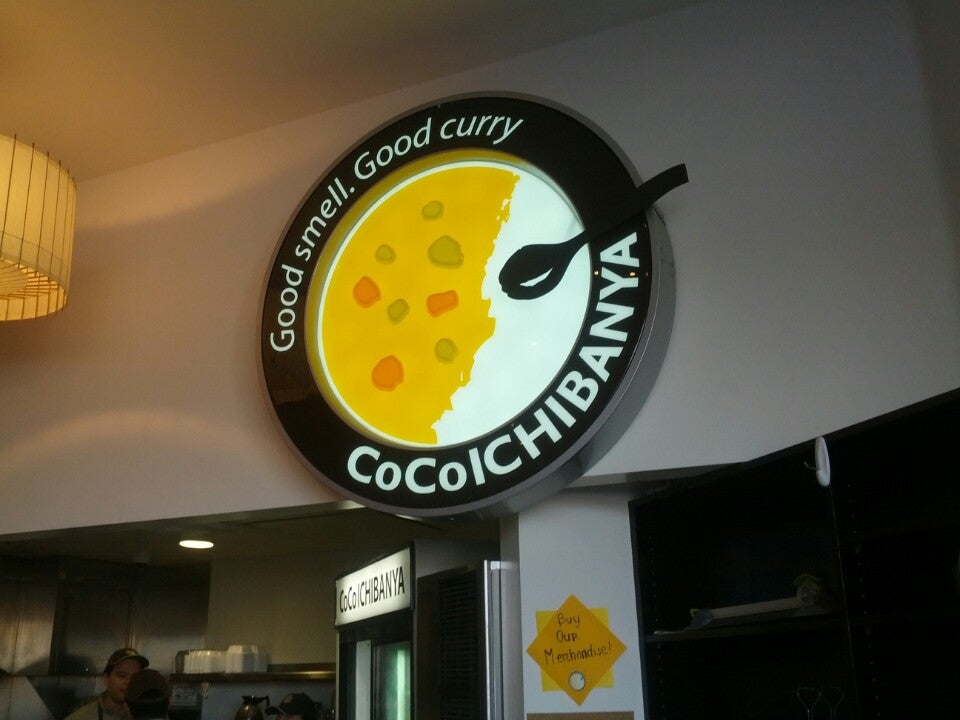 Good smell. Good curry
CoCoICHIBANYA
CoCoICHIBANYA
Buy
Our
Merchandise!